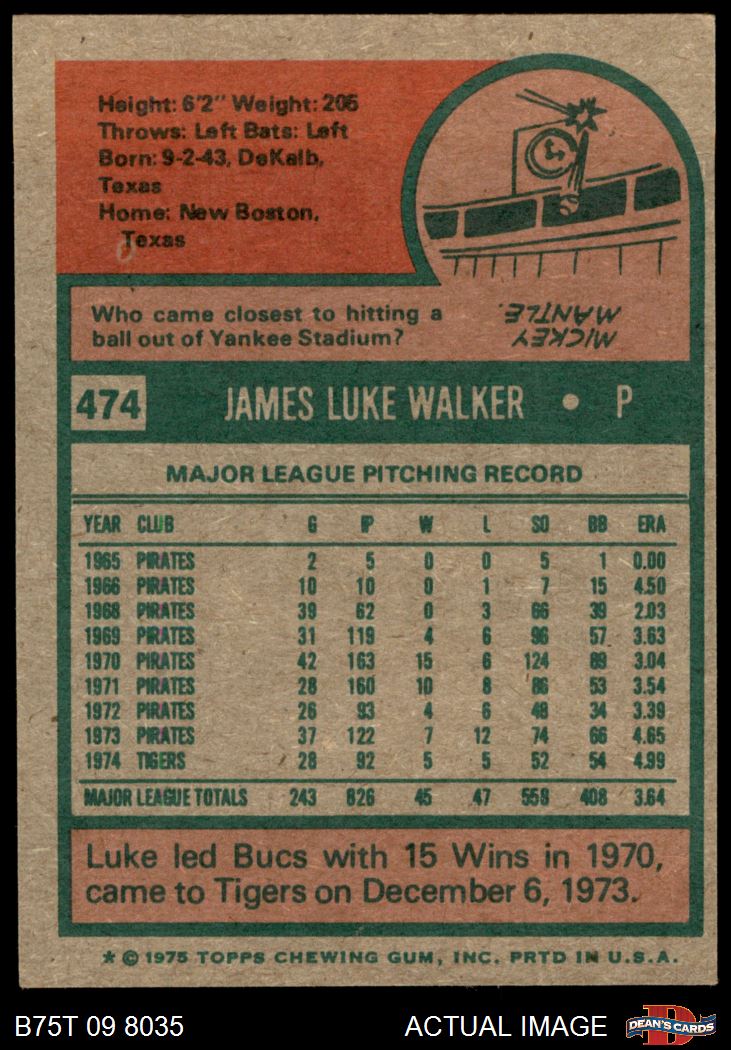 Height: 6'2" Weight: 205
Throws: Left Bats: Left
Born: 9-2-43, DeKalb,
Texas
Home: New Boston,
Texas
Who came closest to hitting a
ball out of Yankee Stadium?
MICKEY
MANTLE.
474 JAMES LUKE WALKER • P
MAJOR LEAGUE PITCHING RECORD
YEAR CLUB G IP W L SO BB ERA
1965 PIRATES 2 5 0 0 5 1 0.00
1966 PIRATES 10 10 0 1 7 15 4.50
1968 PIRATES 39 62 0 3 66 39 2.03
1969 PIRATES 31 119 4 6 96 57 3.63
1970 PIRATES 42 163 15 6 124 89 3.04
1971 PIRATES 28 160 10 8 86 53 3.54
1972 PIRATES 26 93 4 6 48 34 3.39
1973 PIRATES 37 122 7 12 74 66 4.65
1974 TIGERS 28 92 5 5 52 54 4.99
MAJOR LEAGUE TOTALS 243 826 45 47 558 408 3.64
Luke led Bucs with 15 Wins in 1970,
came to Tigers on December 6, 1973.
* © 1975 TOPPS CHEWING GUM, INC. PRTD IN U.S.A.
B75T 09 8035 ACTUAL IMAGE D DEAN'S CARDS